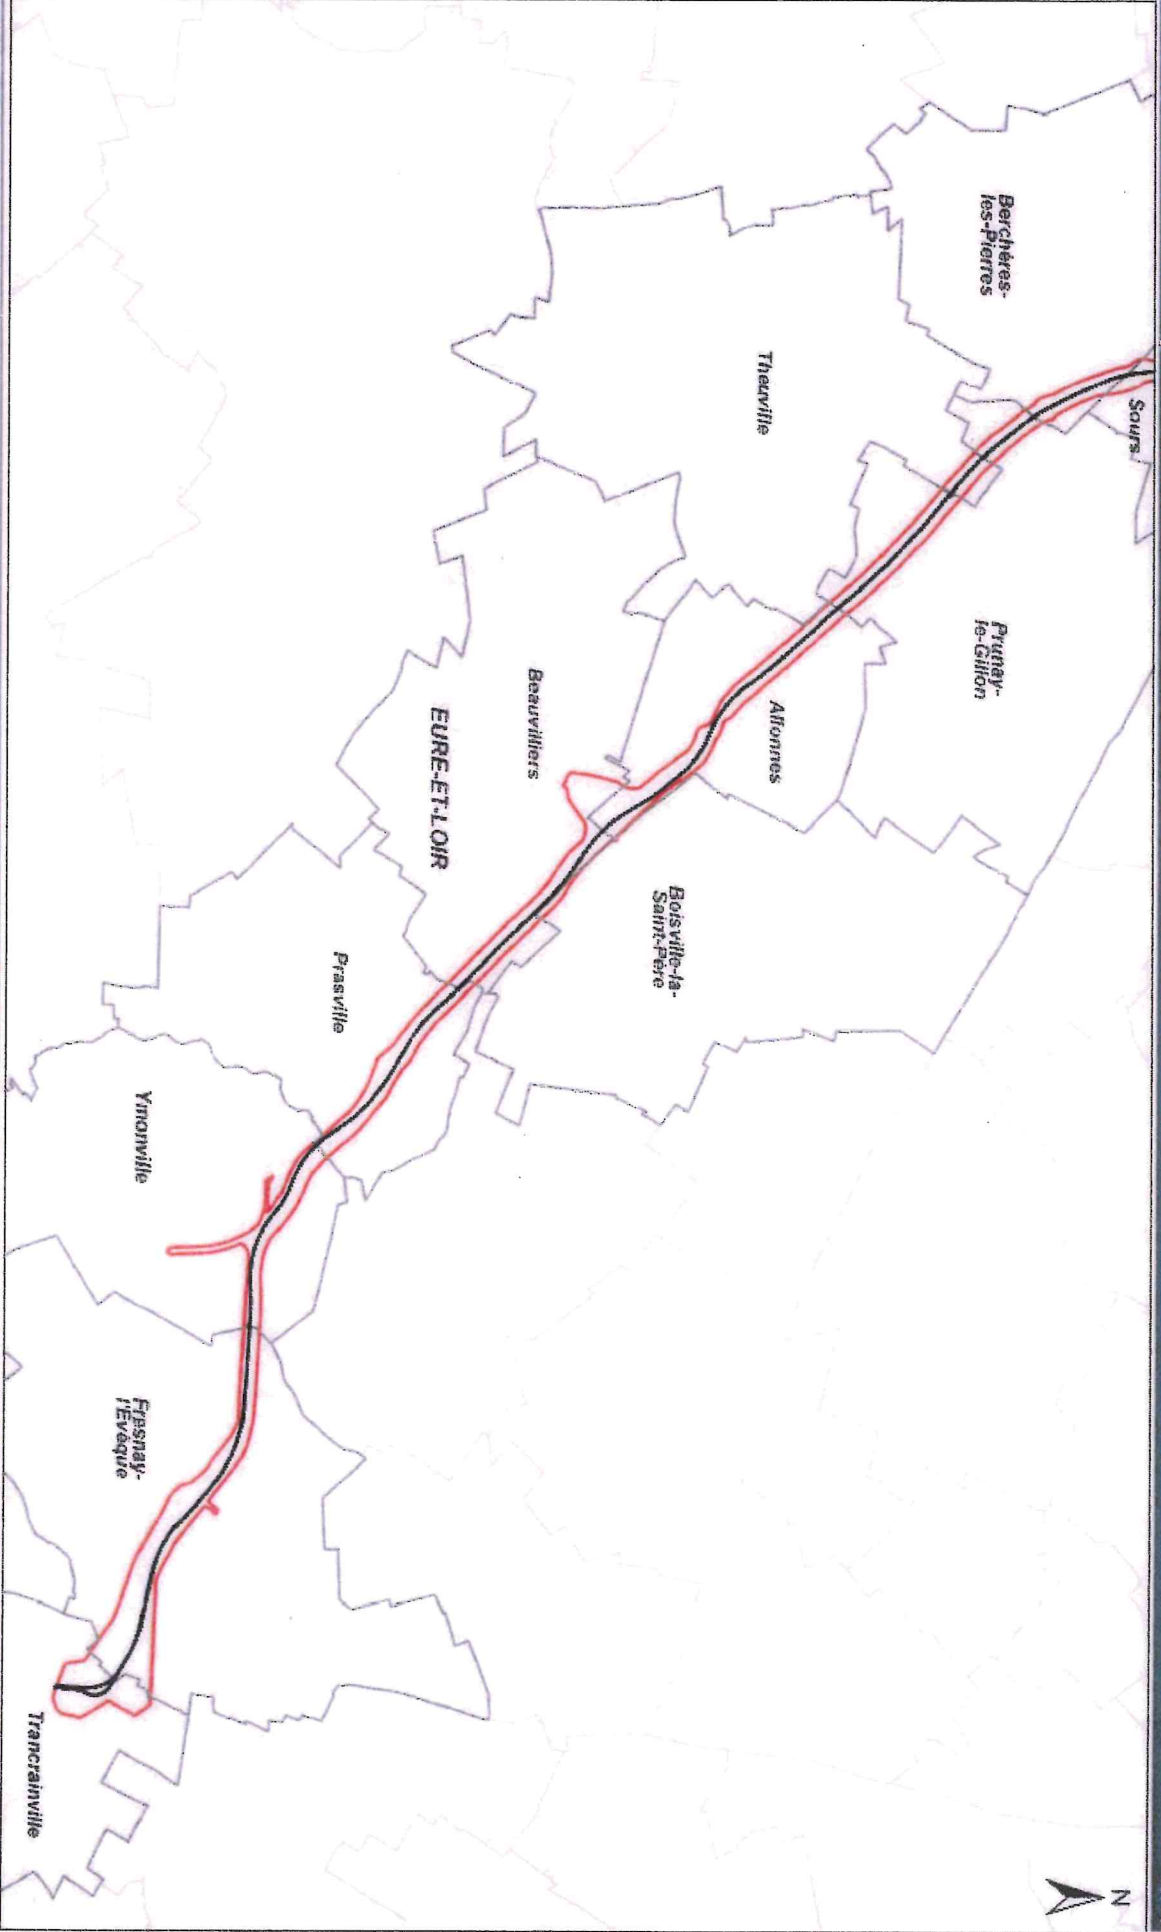 N
Sours
Berchères-
les-Pierres
Prunay-
le-Gillon
Theuville
Allonnes
Boisville-la-
Saint-Père
Beauvilliers
EURE-ET-LOIR
Prasville
Ymonville
Fresnay-
l'Evêque
Trancrainville